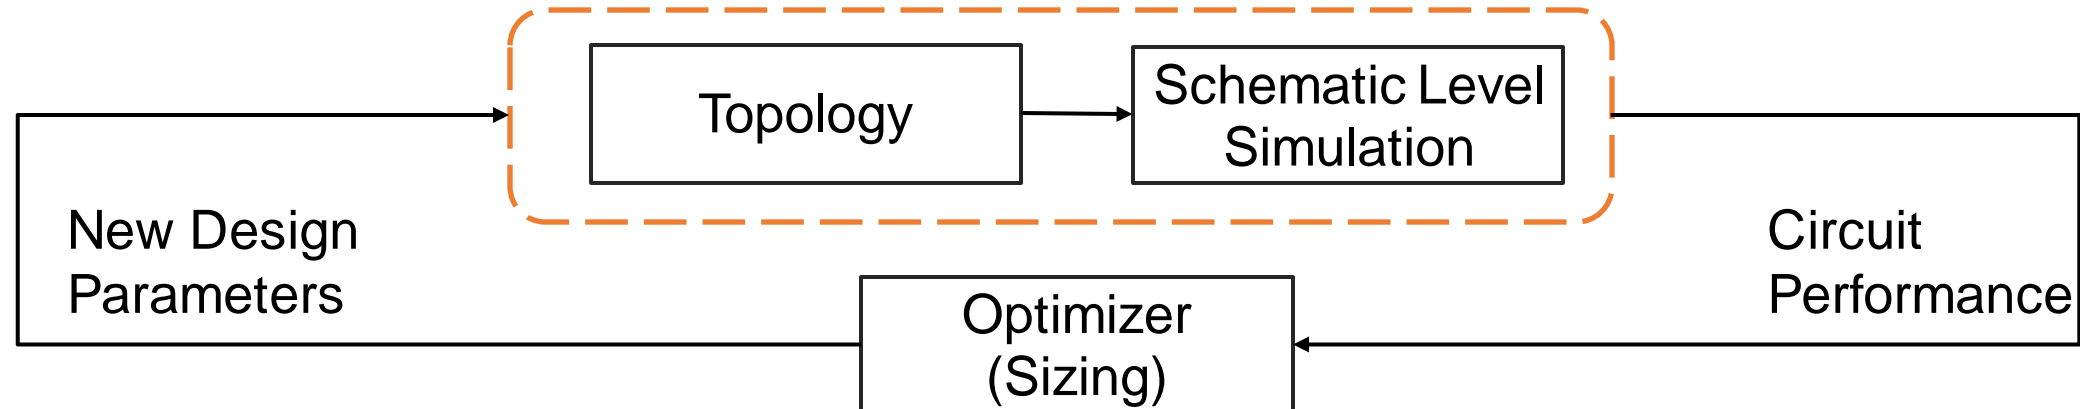 Topology
Schematic Level
Simulation
New Design
Parameters
Circuit
Performance
Optimizer
(Sizing)